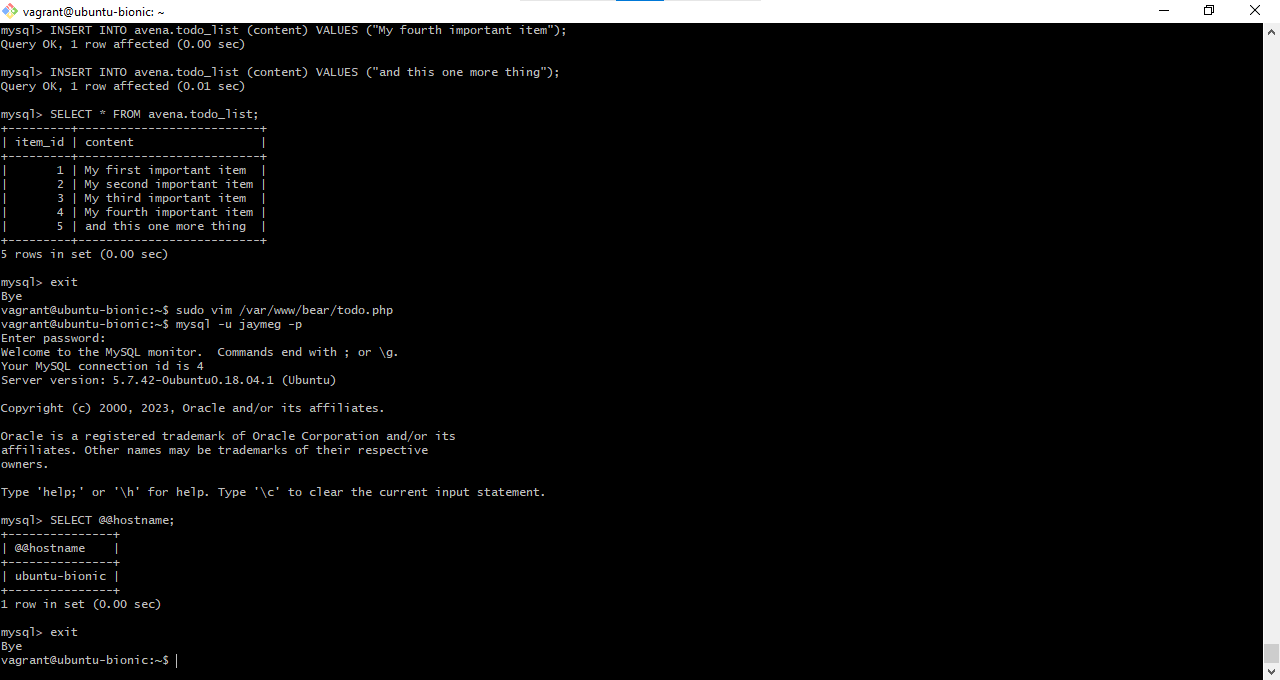 vagrant@ubuntu-bionic: ~
mysql> INSERT INTO avena.todo_list (content) VALUES ("My fourth important item");
Query OK, 1 row affected (0.00 sec)
mysql> INSERT INTO avena.todo_list (content) VALUES ("and this one more thing");
Query OK, 1 row affected (0.01 sec)
mysql> SELECT * FROM avena.todo_list;
+---------+--------------------------+
| item_id | content                  |
+---------+--------------------------+
|       1 | My first important item  |
|       2 | My second important item |
|       3 | My third important item  |
|       4 | My fourth important item |
|       5 | and this one more thing  |
+---------+--------------------------+
5 rows in set (0.00 sec)
mysql> exit
Bye
vagrant@ubuntu-bionic:~$ sudo vim /var/www/bear/todo.php
vagrant@ubuntu-bionic:~$ mysql -u jaymeg -p
Enter password:
Welcome to the MySQL monitor.  Commands end with ; or \g.
Your MySQL connection id is 4
Server version: 5.7.42-0ubuntu0.18.04.1 (Ubuntu)
Copyright (c) 2000, 2023, Oracle and/or its affiliates.
Oracle is a registered trademark of Oracle Corporation and/or its
affiliates. Other names may be trademarks of their respective
owners.
Type 'help;' or '\h' for help. Type '\c' to clear the current input statement.
mysql> SELECT @@hostname;
+---------------+
| @@hostname    |
+---------------+
| ubuntu-bionic |
+---------------+
1 row in set (0.00 sec)
mysql> exit
Bye
vagrant@ubuntu-bionic:~$